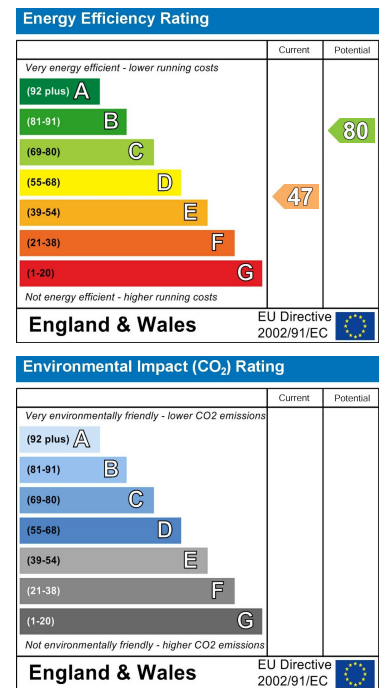 Energy Efficiency Rating
Current Potential
Very energy efficient - lower running costs
(92 plus) A
(81-91) B
80
(69-80) C
(55-68) D
47
(39-54) E
(21-38) F
(1-20) G
Not energy efficient - higher running costs
England & Wales
EU Directive
2002/91/EC
Environmental Impact (CO₂) Rating
Current Potential
Very environmentally friendly - lower CO2 emissions
(92 plus) A
(81-91) B
(69-80) C
(55-68) D
(39-54) E
(21-38) F
(1-20) G
Not environmentally friendly - higher CO2 emissions
England & Wales
EU Directive
2002/91/EC